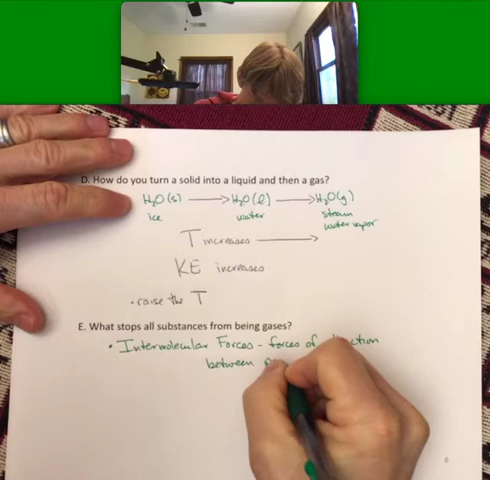 D. How do you turn a solid into a liquid and then a gas?
H₂O(s) → H₂O(l) → H₂O(g)
ice water steam
water vapor
T increases →
KE increases
• raise the T
E. What stops all substances from being gases?
• Intermolecular Forces - forces of
between
6